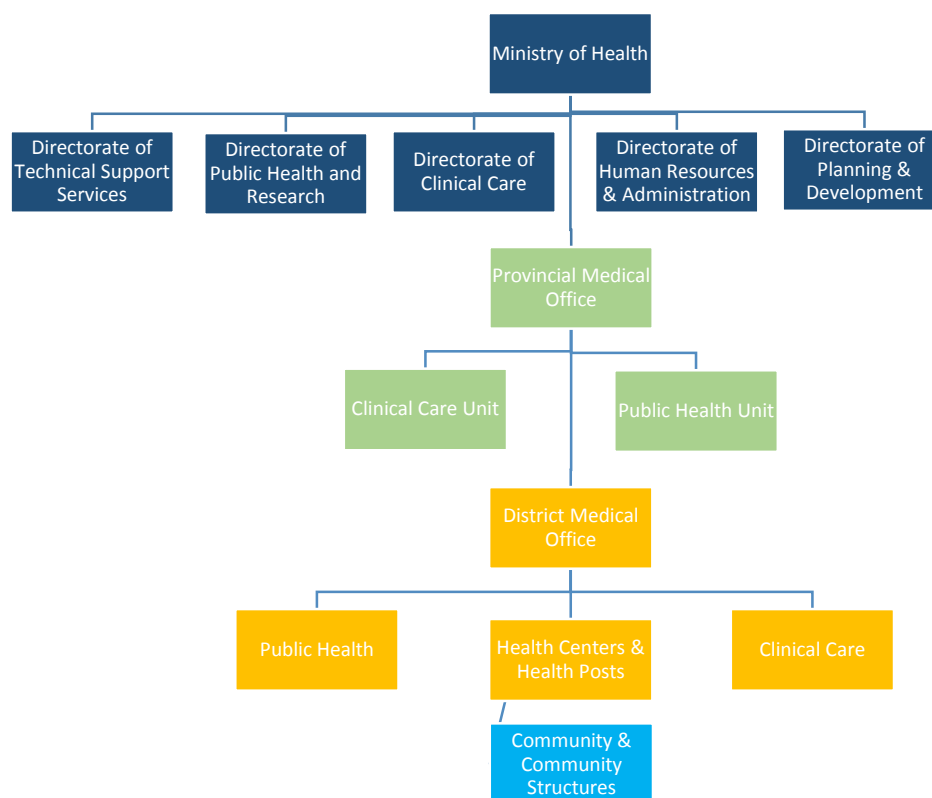 Ministry of Health
Directorate of
Technical Support
Services
Directorate of
Public Health and
Research
Directorate of
Clinical Care
Directorate of
Human Resources
& Administration
Directorate of
Planning &
Development
Provincial Medical
Office
Clinical Care Unit
Public Health Unit
District Medical
Office
Public Health
Health Centers &
Health Posts
Clinical Care
Community &
Community
Structures